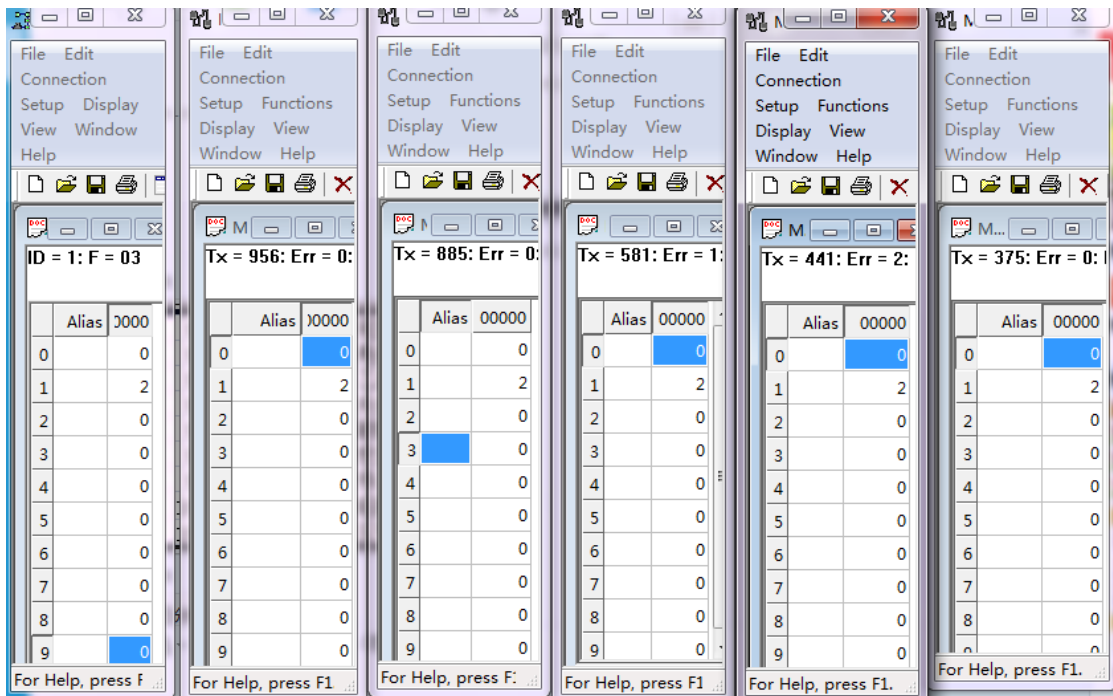 File Edit
Connection
Setup Display
View Window
Help
ID = 1: F = 03
Alias 0000
0 0
1 2
2 0
3 0
4 0
5 0
6 0
7 0
8 0
9 0
For Help, press F
File Edit
Connection
Setup Functions
Display View
Window Help
M
Tx = 956: Err = 0:
Alias 0000
0 0
1 2
2 0
3 0
4 0
5 0
6 0
7 0
8 0
9 0
For Help, press F1
File Edit
Connection
Setup Functions
Display View
Window Help
Tx = 885: Err = 0:
Alias 00000
0 0
1 2
2 0
3 0
4 0
5 0
6 0
7 0
8 0
9 0
For Help, press F
File Edit
Connection
Setup Functions
Display View
Window Help
Tx = 581: Err = 1:
Alias 00000
0 0
1 2
2 0
3 0
4 0
5 0
6 0
7 0
8 0
9 0
For Help, press F1
File Edit
Connection
Setup Functions
Display View
Window Help
M
Tx = 441: Err = 2:
Alias 00000
0 0
1 2
2 0
3 0
4 0
5 0
6 0
7 0
8 0
9 0
For Help, press F1.
File Edit
Connection
Setup Functions
Display View
Window Help
M...
Tx = 375: Err = 0:
Alias 00000
0 0
1 2
2 0
3 0
4 0
5 0
6 0
7 0
8 0
For Help, press F1.